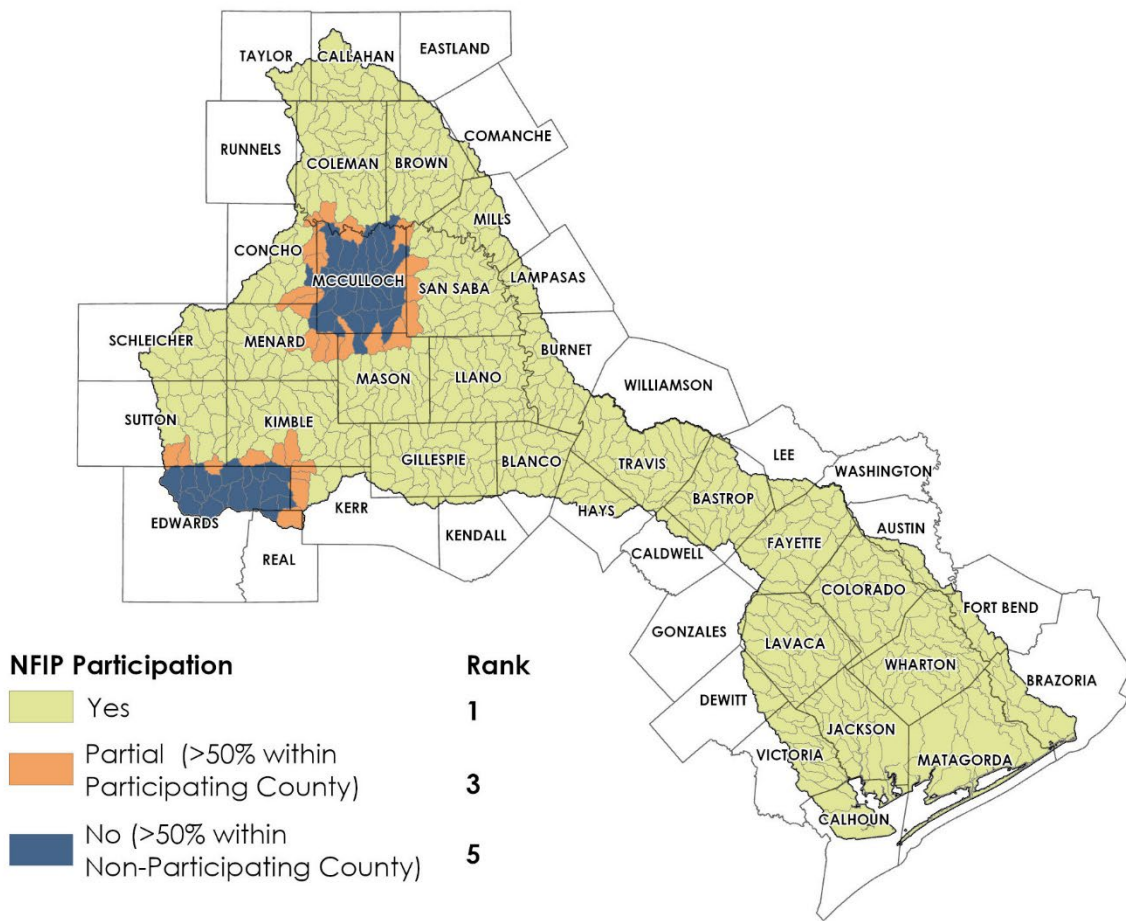 TAYLOR
CALLAHAN
EASTLAND
RUNNELS
COLEMAN
BROWN
COMANCHE
MILLS
CONCHO
MCCULLOCH
SAN SABA
LAMPASAS
SCHLEICHER
MENARD
MASON
LLANO
BURNET
WILLIAMSON
SUTTON
KIMBLE
GILLESPIE
BLANCO
TRAVIS
LEE
WASHINGTON
BASTROP
EDWARDS
KERR
HAYS
AUSTIN
REAL
KENDALL
CALDWELL
FAYETTE
COLORADO
FORT BEND
GONZALES
LAVACA
WHARTON
BRAZORIA
DEWITT
JACKSON
VICTORIA
MATAGORDA
CALHOUN
NFIP Participation Rank
Yes 1
Partial (>50% within
Participating County) 3
No (>50% within
Non-Participating County) 5